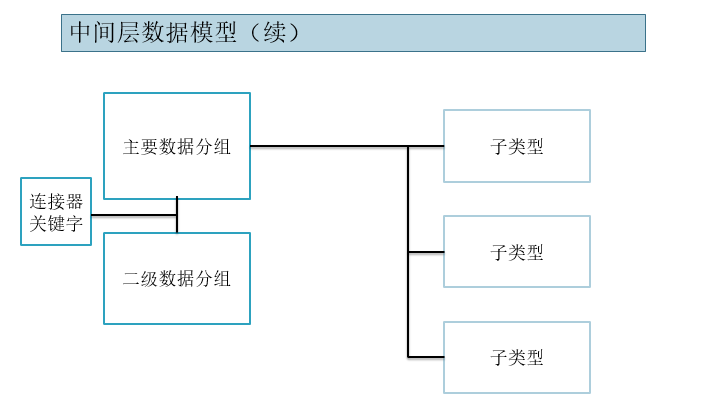 中间层数据模型（续）
主要数据分组
子类型
连接器
关键字
子类型
二级数据分组
子类型